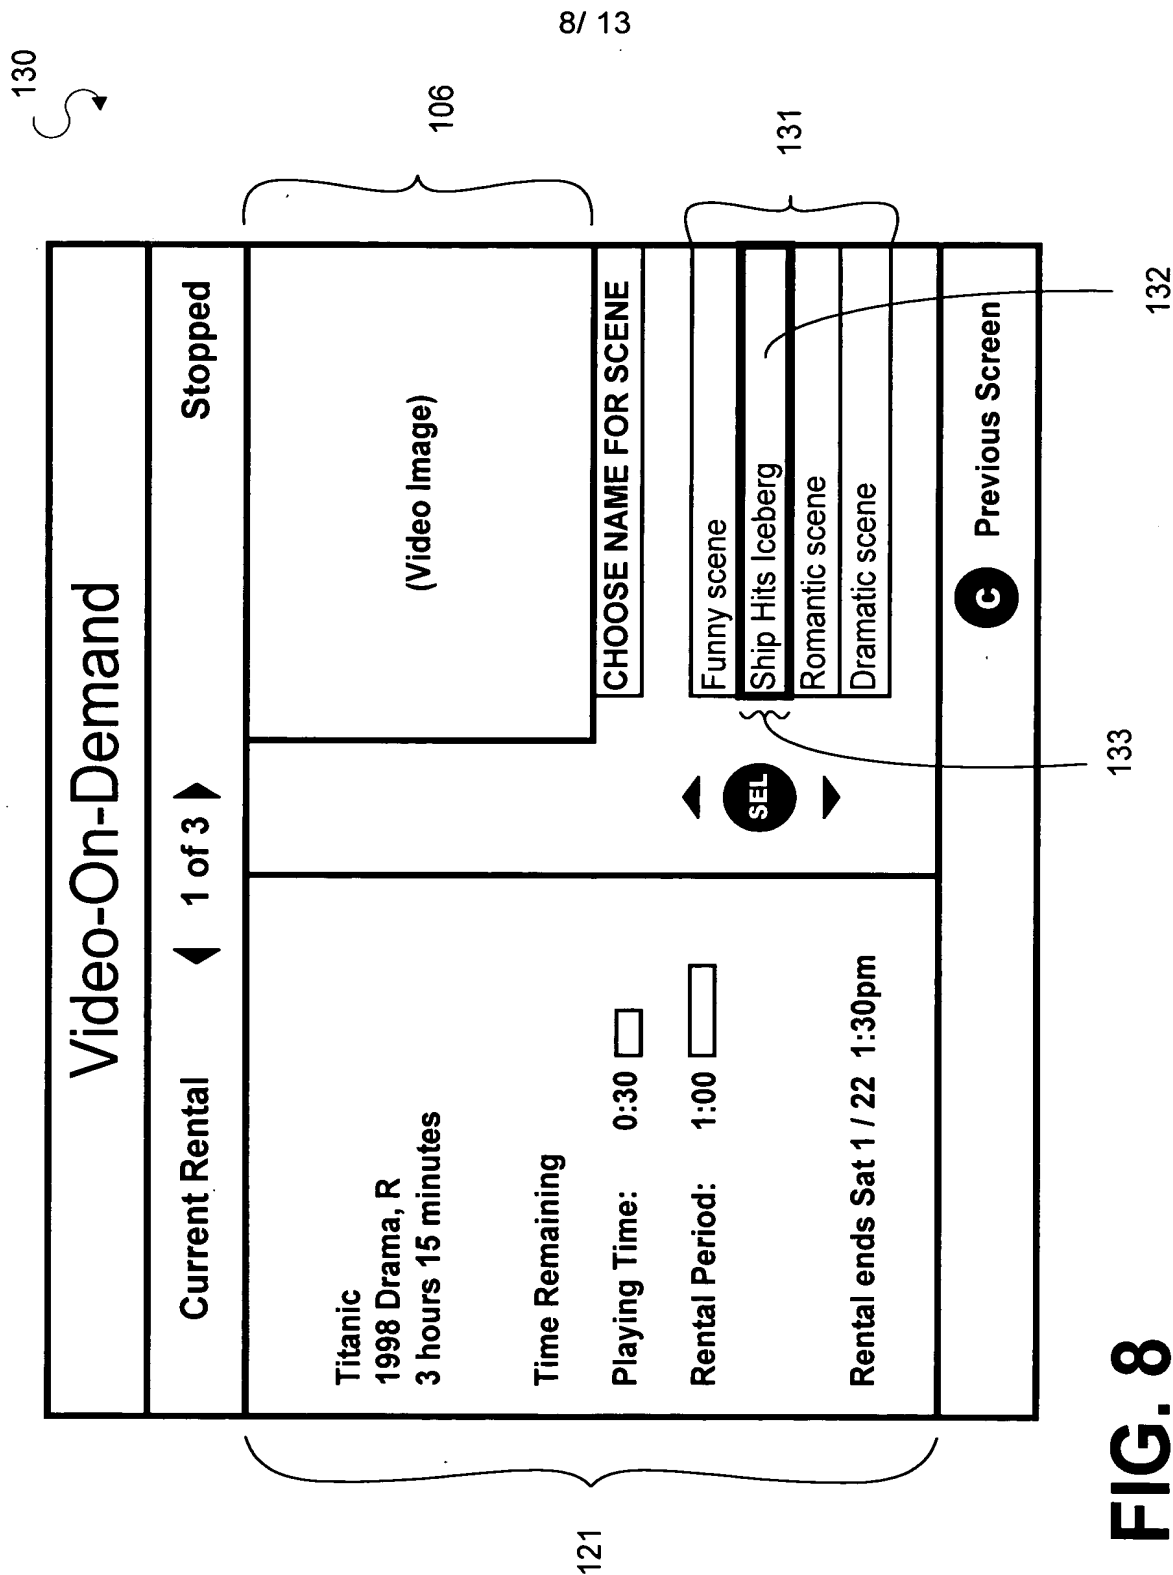 8/ 13
130
Video-On-Demand
Current Rental
1 of 3
Stopped
Titanic
1998 Drama, R
3 hours 15 minutes
Time Remaining
Playing Time: 0:30
Rental Period: 1:00
Rental ends Sat 1 / 22 1:30pm
(Video Image)
CHOOSE NAME FOR SCENE
SEL
Funny scene
Ship Hits Iceberg
Romantic scene
Dramatic scene
C Previous Screen
106
131
132
133
121
FIG. 8